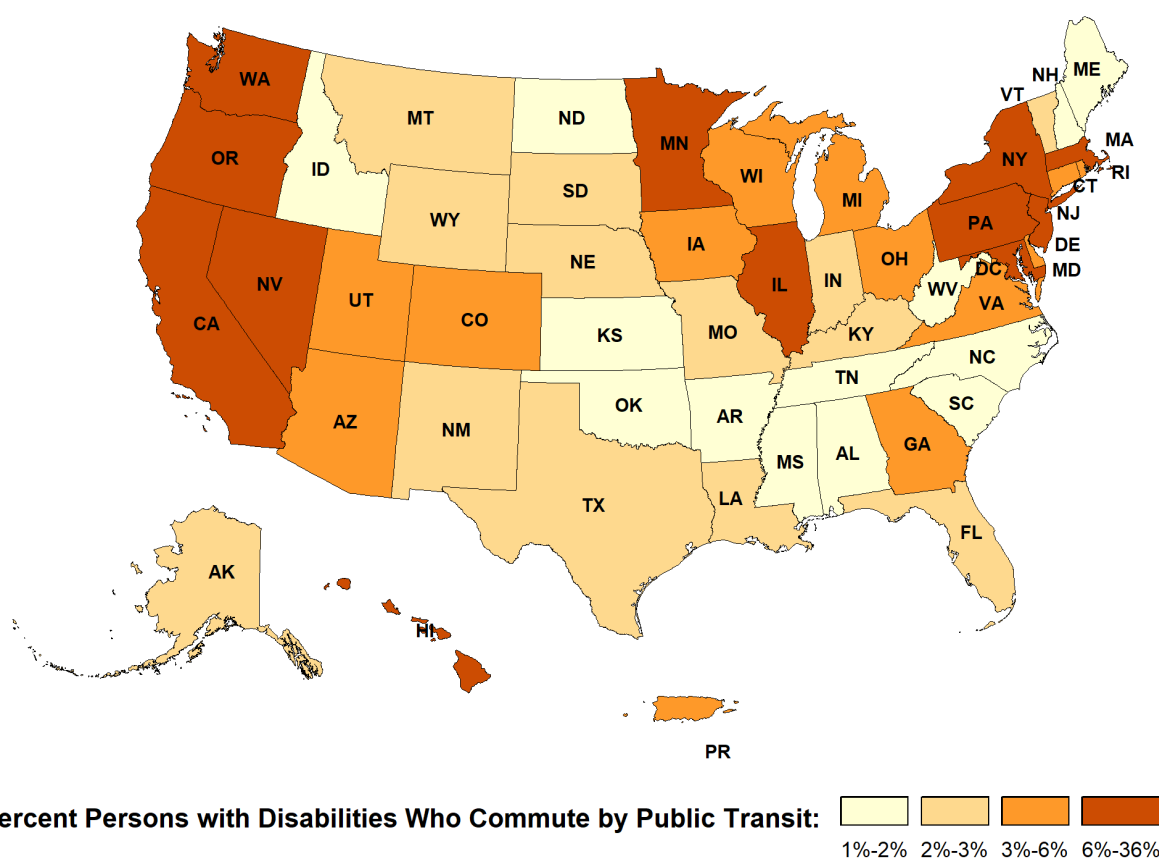 NH
ME
VT
WA
MT
ND
MA
MN
OR
NY
ID
RI
WI
CT
SD
MI
NJ
WY
PA
IA
DE
OH
NE
DC
MD
IN
NV
IL
WV
UT
VA
CO
CA
MO
KY
KS
NC
TN
SC
OK
AR
AZ
NM
GA
AL
MS
LA
TX
FL
AK
HI
PR
ercent Persons with Disabilities Who Commute by Public Transit:
1%-2% 2%-3% 3%-6% 6%-36%